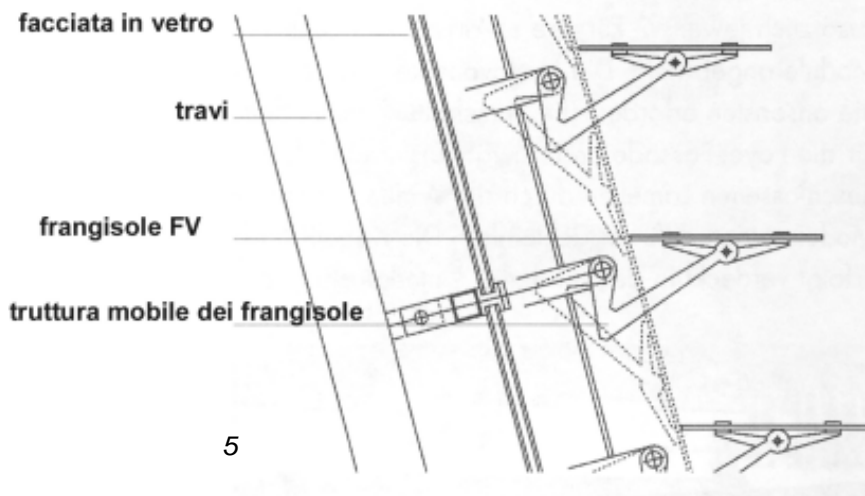 facciata in vetro
travi
frangisole FV
truttura mobile dei frangisole
5